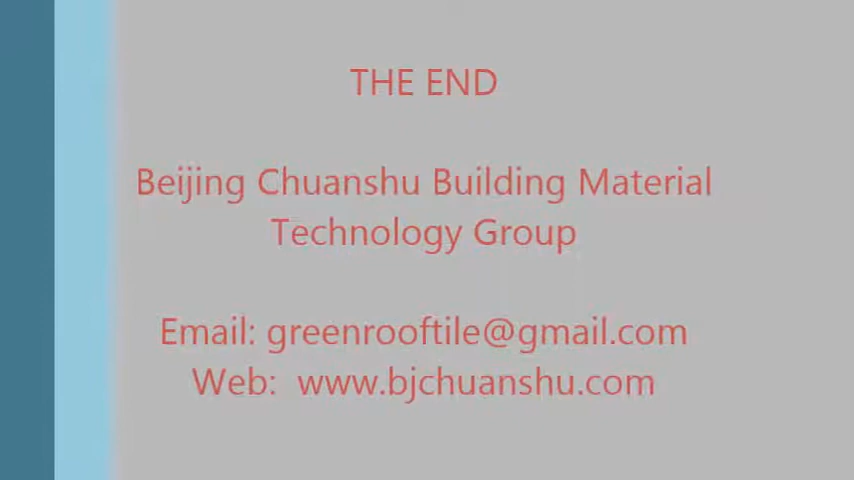 THE END
Beijing Chuanshu Building Material
Technology Group
Email: greenrooftile@gmail.com
Web:  www.bjchuanshu.com